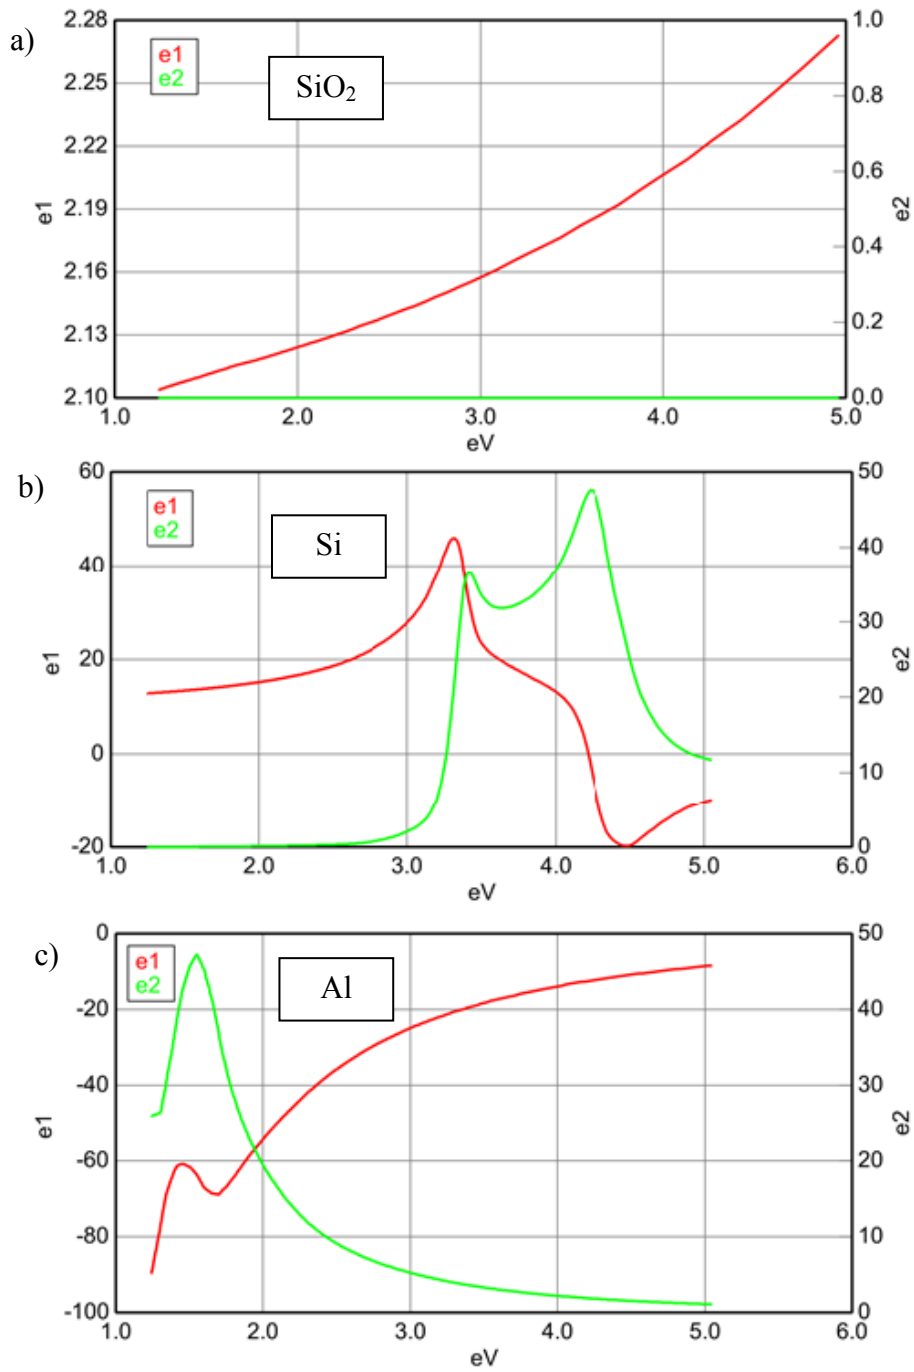 a)
2.28
2.25
2.22
2.19
2.16
2.13
2.10
e1
e1
e2
SiO₂
1.0
0.8
0.6
0.4
0.2
0.0
e2
1.0 2.0 3.0 4.0 5.0
eV
b)
60
40
20
0
-20
e1
e1
e2
Si
50
40
30
20
10
0
e2
1.0 2.0 3.0 4.0 5.0 6.0
eV
c)
0
-20
-40
-60
-80
-100
e1
e1
e2
Al
50
40
30
20
10
0
e2
1.0 2.0 3.0 4.0 5.0 6.0
eV